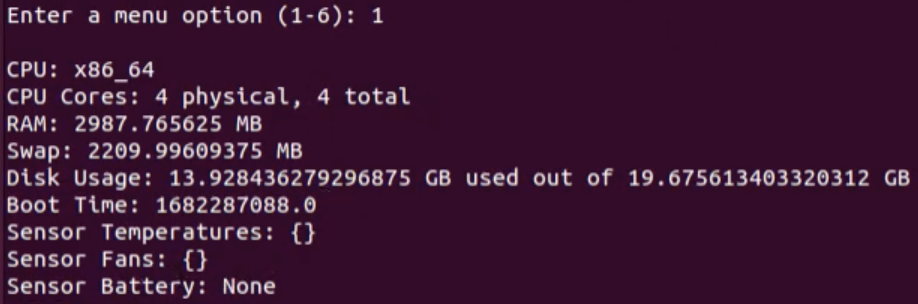 Enter a menu option (1-6): 1
CPU: x86_64
CPU Cores: 4 physical, 4 total
RAM: 2987.765625 MB
Swap: 2209.99609375 MB
Disk Usage: 13.928436279296875 GB used out of 19.675613403320312 GB
Boot Time: 1682287088.0
Sensor Temperatures: {}
Sensor Fans: {}
Sensor Battery: None